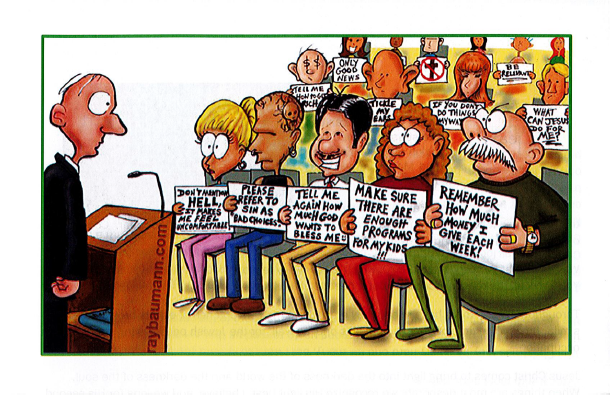 ONLY
GOOD
NEWS
BE
RELEVANT
TELL ME
HOW TO GET
RICH
TICKLE
MY
EARS
IF YOU DON'T
DO THINGS
MY WAY
WHAT
CAN JESUS
DO FOR
ME?
DON'T MENTION
HELL,
IT MAKES
ME FEEL
UNCOMFORTABLE!
PLEASE
REFER TO
SIN AS
"BAD CHOICES"
TELL ME
AGAIN HOW
MUCH GOD
WANTS TO
BLESS ME!
MAKE SURE
THERE ARE
ENOUGH
PROGRAMS
FOR MY KIDS
!!!
REMEMBER
HOW MUCH
MONEY I
GIVE EACH
WEEK!
raybaumann.com